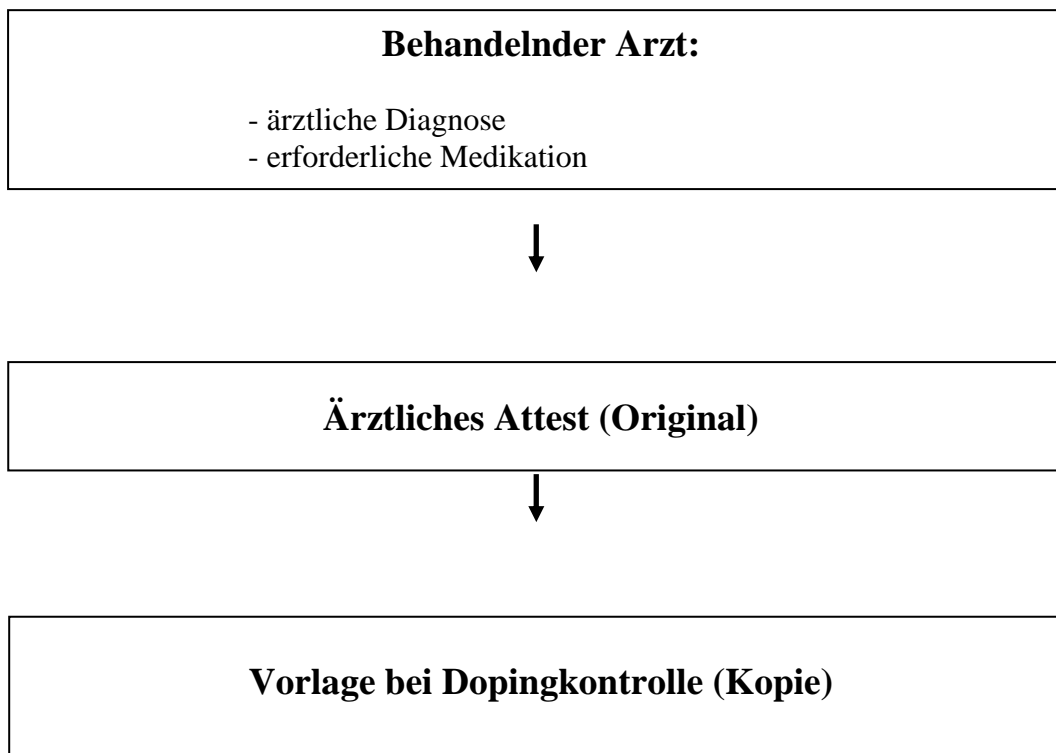 Behandelnder Arzt:
- ärztliche Diagnose
- erforderliche Medikation
Ärztliches Attest (Original)
Vorlage bei Dopingkontrolle (Kopie)